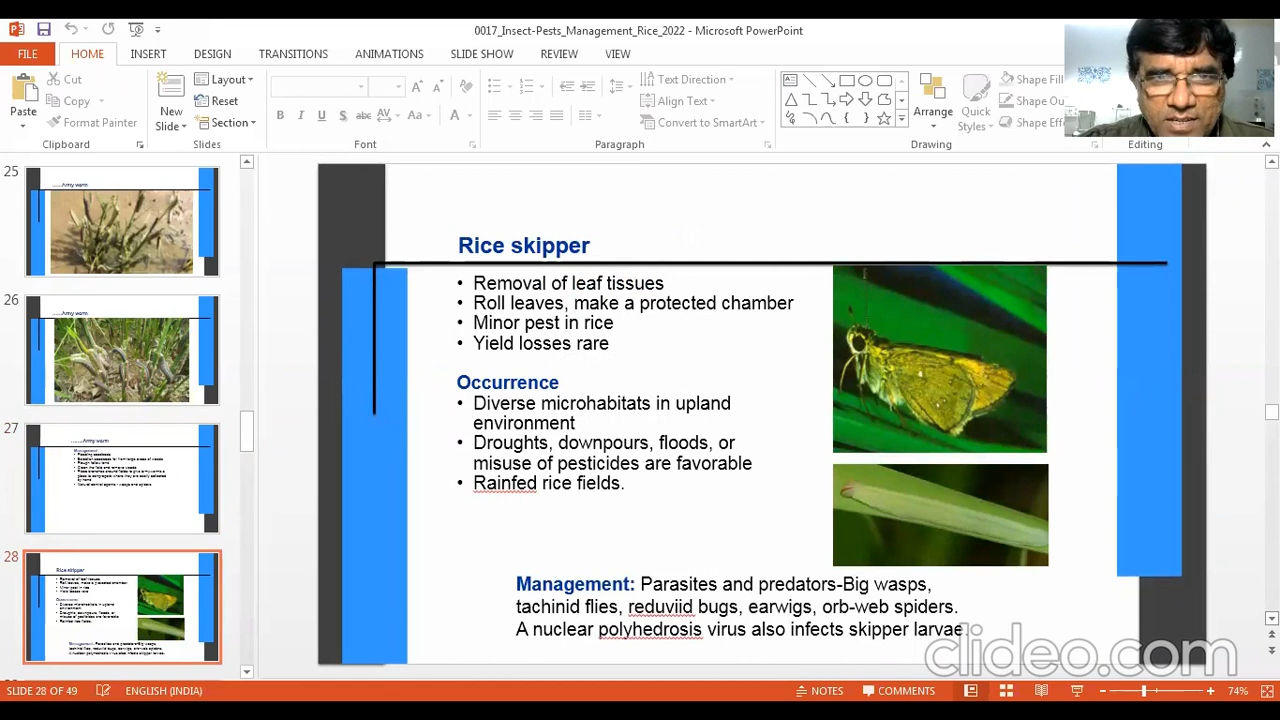 0017_Insect-Pests_Management_Rice_2022 - Microsoft PowerPoint
FILE HOME INSERT DESIGN TRANSITIONS ANIMATIONS SLIDE SHOW REVIEW VIEW
Paste
Cut
Copy
Format Painter
Clipboard
New Slide
Layout
Reset
Section
Slides
Font
Text Direction
Align Text
Convert to SmartArt
Paragraph
Arrange
Quick Styles
Shape Fill
Shape Ou
Shape Effe
Drawing
Editing
25
26
27
28
Rice skipper
• Removal of leaf tissues
• Roll leaves, make a protected chamber
• Minor pest in rice
• Yield losses rare
Occurrence
• Diverse microhabitats in upland
environment
• Droughts, downpours, floods, or
misuse of pesticides are favorable
• Rainfed rice fields.
Management: Parasites and predators-Big wasps,
tachinid flies, reduviid bugs, earwigs, orb-web spiders.
A nuclear polyhedrosis virus also infects skipper larvae
clideo.com
SLIDE 28 OF 49 ENGLISH (INDIA) NOTES COMMENTS 74%